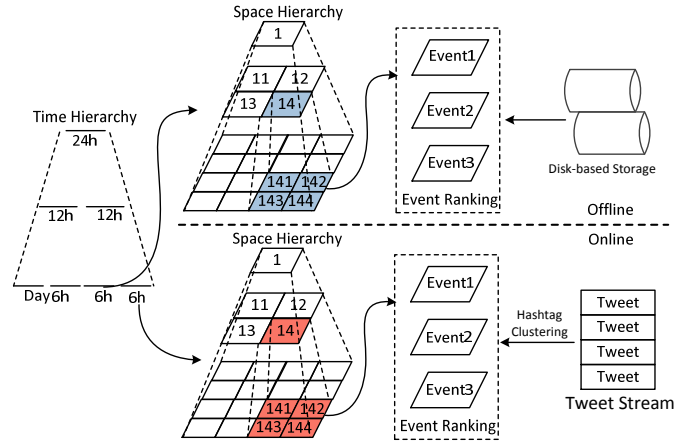 Space Hierarchy
1
11 12
13 14
141 142
143 144
Event1
Event2
Event3
Event Ranking
Disk-based Storage
Offline
Time Hierarchy
24h
12h 12h
Day 6h 6h 6h
Online
Space Hierarchy
1
11 12
13 14
141 142
143 144
Event1
Event2
Event3
Event Ranking
Hashtag
Clustering
Tweet
Tweet
Tweet
Tweet
Tweet Stream